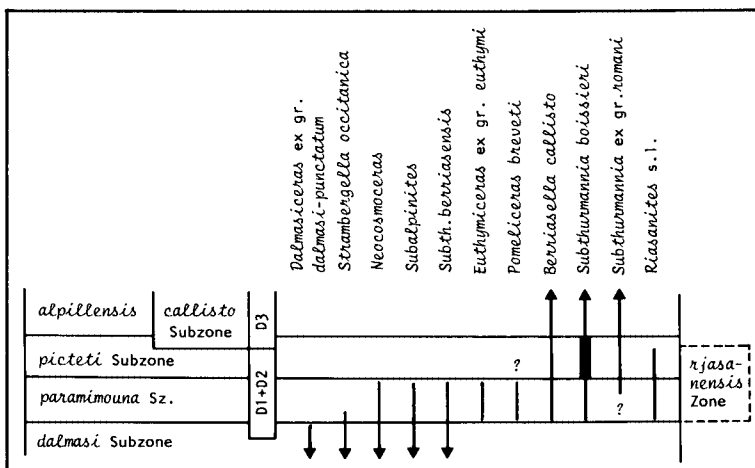 Dalmasiceras ex gr.
dalmasi-punctatum
Strambergella occitanica
Neocosmoceras
Subalpinites
Subth.berriasensis
Euthymiceras ex gr. euthymi
Pomeliceras breveti
Berriasella callisto
Subthurmannia boissieri
Subthurmannia ex gr.romani
Riasanites s.l.
alpillensis
callisto
Subzone
D3
picteti Subzone
?
D1+D2
paramimouna Sz.
?
rjasa-
nensis
Zone
dalmasi Subzone